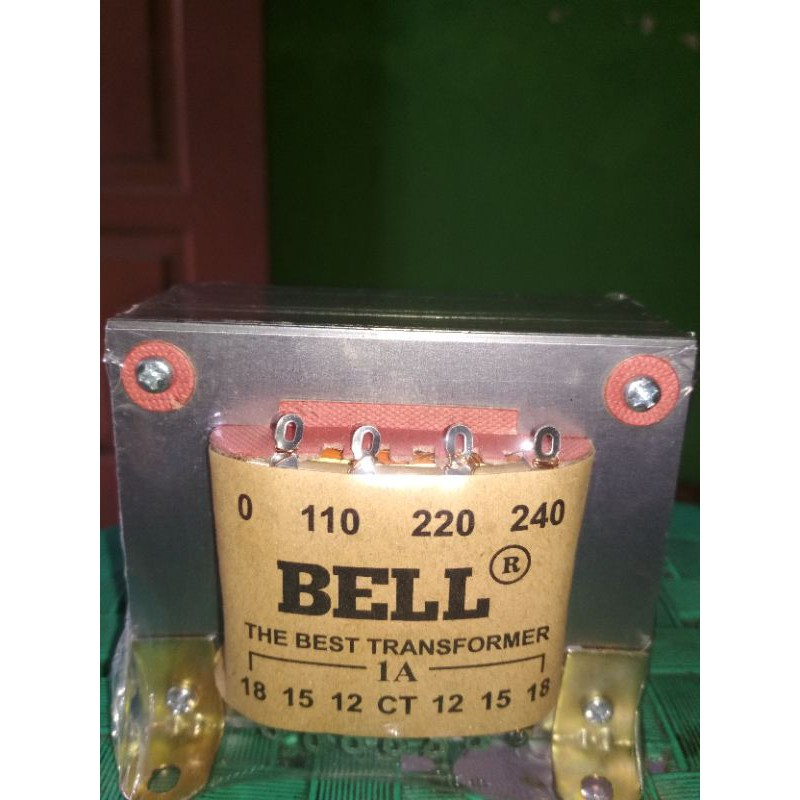 0 110 220 240
BELL ®
THE BEST TRANSFORMER
1A
18 15 12 CT 12 15 18